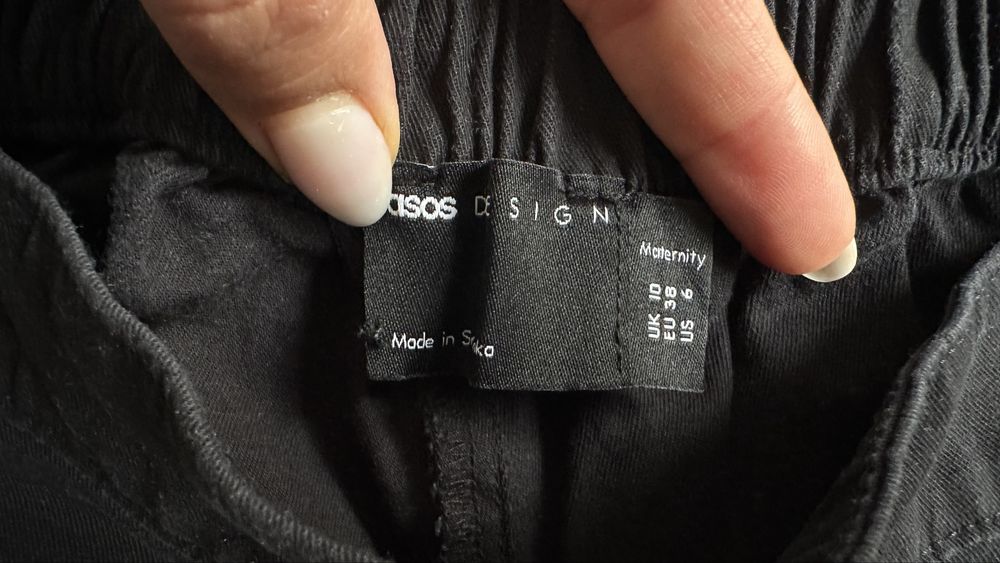 asos DESIGN
Maternity
UK 10
EU 38
US 6
Made in